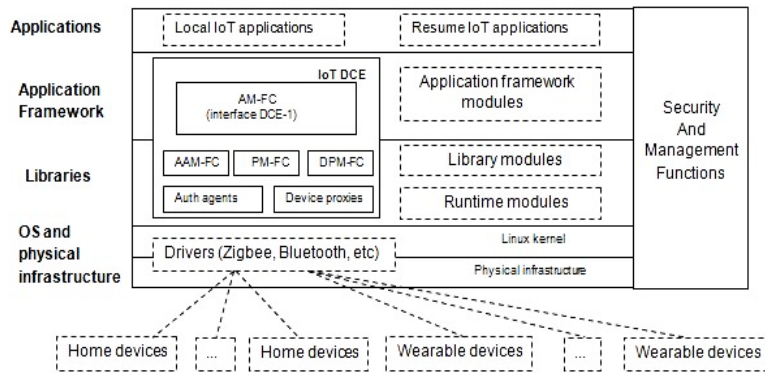 Applications
Local IoT applications
Resume IoT applications
Application
Framework
IoT DCE
AM-FC
(interface DCE-1)
Application framework
modules
Security
And
Management
Functions
Libraries
AAM-FC
PM-FC
DPM-FC
Library modules
Auth agents
Device proxies
Runtime modules
OS and
physical
infrastructure
Drivers (Zigbee, Bluetooth, etc)
Linux kernel
Physical infrastructure
Home devices
...
Home devices
Wearable devices
...
Wearable devices